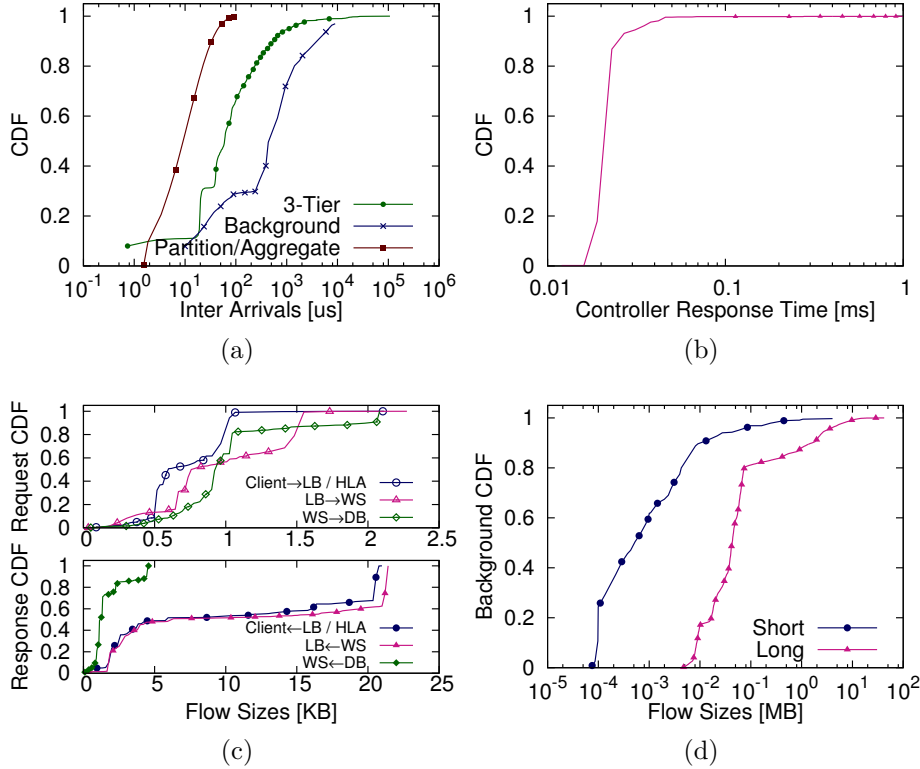 1
0.8
0.6
0.4
0.2
0
CDF
3-Tier
Background
Partition/Aggregate
10^-1 10^0 10^1 10^2 10^3 10^4 10^5 10^6
Inter Arrivals [us]
(a)
1
0.8
0.6
0.4
0.2
0
CDF
0.01 0.1 1
Controller Response Time [ms]
(b)
1
0.8
0.6
0.4
0.2
0
Request CDF
Client→LB / HLA
LB→WS
WS→DB
0 0.5 1 1.5 2 2.5
1
0.8
0.6
0.4
0.2
0
Response CDF
Client←LB / HLA
LB←WS
WS←DB
0 5 10 15 20 25
Flow Sizes [KB]
(c)
1
0.8
0.6
0.4
0.2
0
Background CDF
Short
Long
10^-5 10^-4 10^-3 10^-2 10^-1 10^0 10^1 10^2
Flow Sizes [MB]
(d)